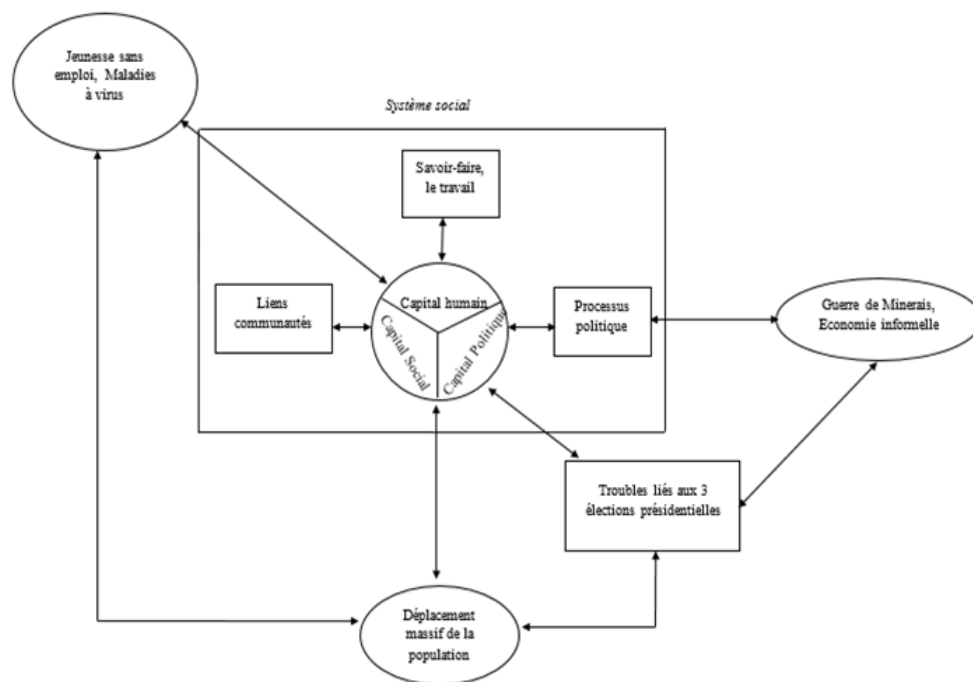 Jeunesse sans
emploi, Maladies
à virus
Système social
Savoir-faire,
le travail
Liens
communautés
Capital humain
Capital Social
Capital Politique
Processus
politique
Guerre de Minerais,
Economie informelle
Troubles liés aux 3
élections présidentielles
Déplacement
massif de la
population